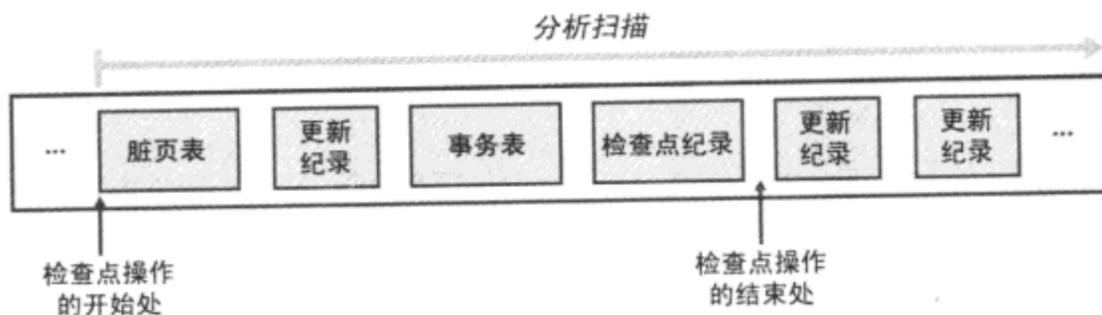 分析扫描
... 脏页表 更新 事务表 检查点纪录 更新 更新 ...
纪录 纪录 纪录
检查点操作
的开始处
检查点操作
的结束处